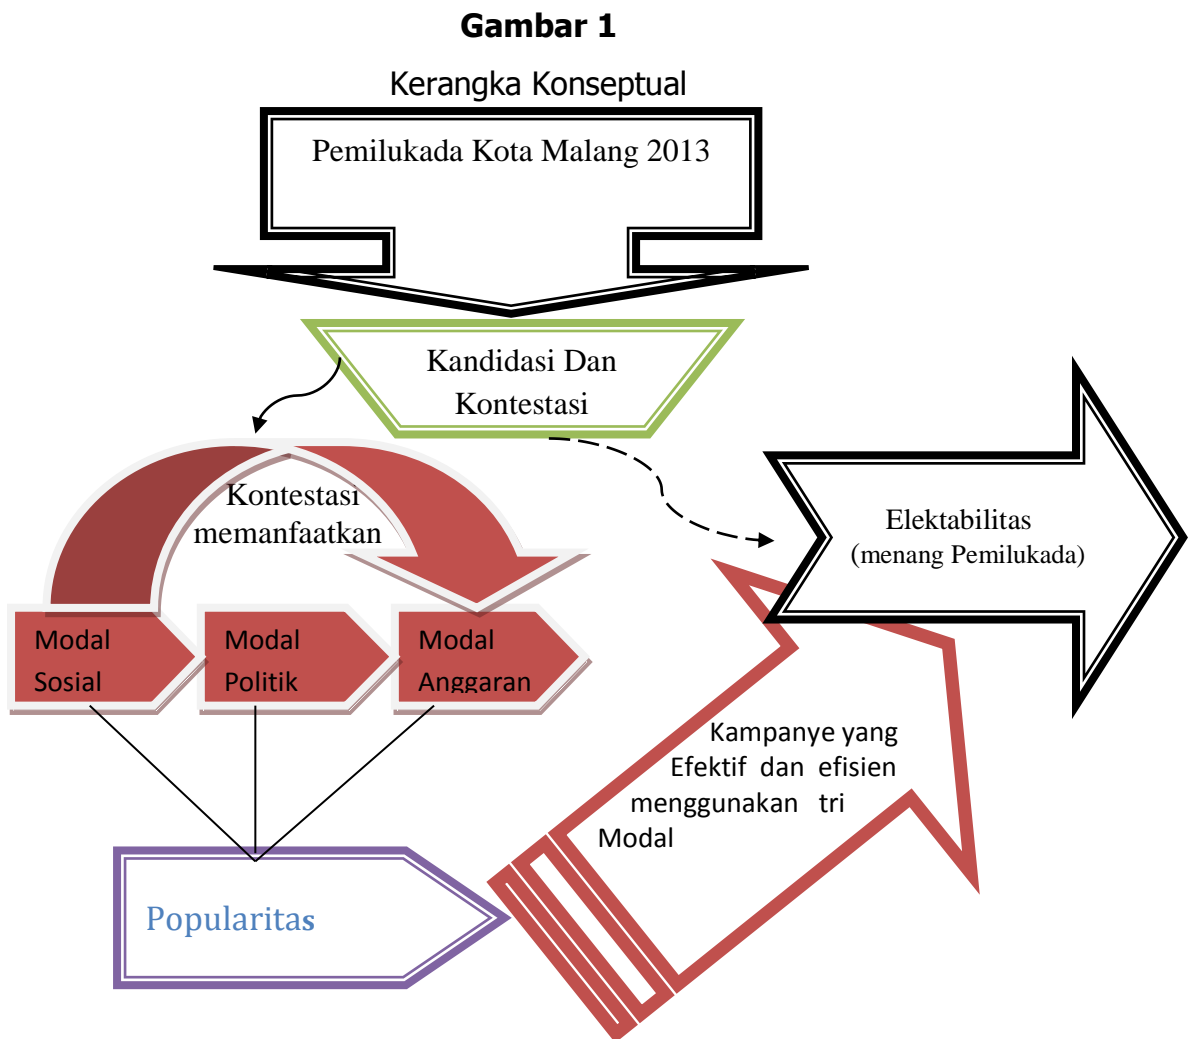 Gambar 1
Kerangka Konseptual
Pemilukada Kota Malang 2013
Kandidasi Dan
Kontestasi
Kontestasi
memanfaatkan
Modal
Sosial
Modal
Politik
Modal
Anggaran
Elektabilitas
(menang Pemilukada)
Kampanye yang
Efektif dan efisien
menggunakan tri
Modal
Popularitas